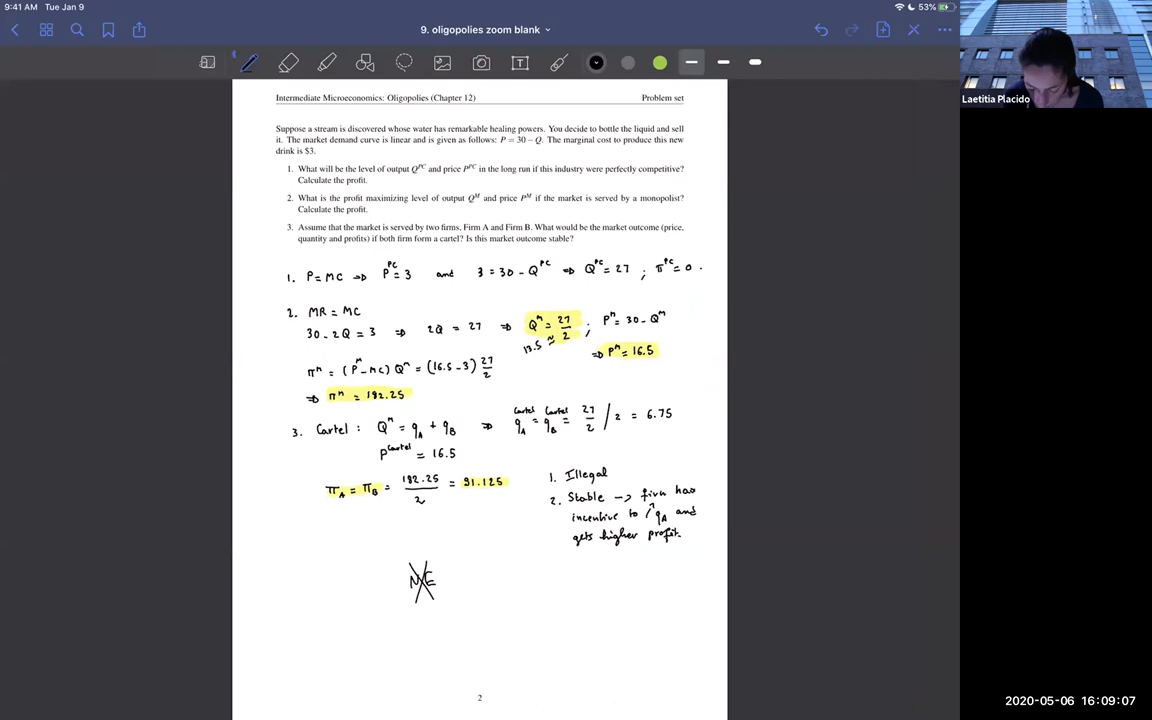 9:41 AM Tue Jan 9
53%
9. oligopolies zoom blank
Laetitia Placido
Intermediate Microeconomics: Oligopolies (Chapter 12) Problem set
Suppose a stream is discovered whose water has remarkable healing powers. You decide to bottle the liquid and sell
it. The market demand curve is linear and is given as follows: P = 30 − Q. The marginal cost to produce this new
drink is $3.
1. What will be the level of output Q^PC and price P^PC in the long run if this industry were perfectly competitive?
Calculate the profit.
2. What is the profit maximizing level of output Q^M and price P^M if the market is served by a monopolist?
Calculate the profit.
3. Assume that the market is served by two firms, Firm A and Firm B. What would be the market outcome (price,
quantity and profits) if both firm form a cartel? Is this market outcome stable?
1. P = MC ⇒ P^PC = 3 and 3 = 30 - Q^PC ⇒ Q^PC = 27 ; π^PC = 0.
2. MR = MC
30 - 2Q = 3 ⇒ 2Q = 27 ⇒ Q^M = 27/2 ; P^M = 30 - Q^M
13.5 ≈ ⇒ P^M = 16.5
π^M = (P^M - MC) Q^M = (16.5 - 3) 27/2
⇒ π^M = 182.25
3. Cartel : Q^M = q_A + q_B ⇒ q_A^Cartel = q_B^Cartel = 27/2 / 2 = 6.75
P^Cartel = 16.5
π_A = π_B = 182.25/2 = 91.125
1. Illegal
2. Stable → firm has
incentive to ↗ q_A and
gets higher profit.
NE
2
2020-05-06 16:09:07